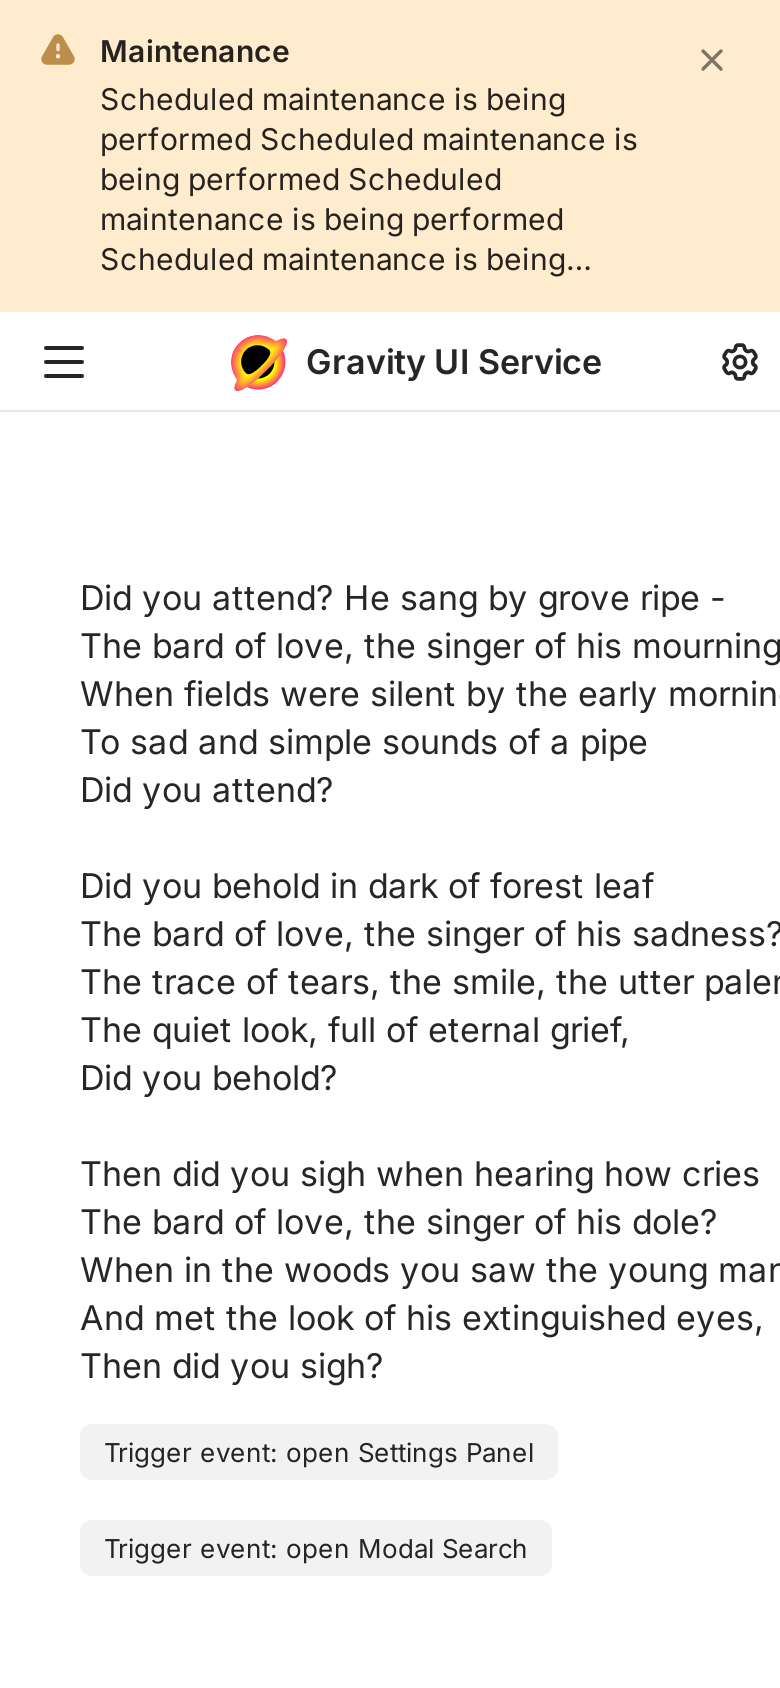 Maintenance
Scheduled maintenance is being
performed Scheduled maintenance is
being performed Scheduled
maintenance is being performed
Scheduled maintenance is being...
Gravity UI Service
Did you attend? He sang by grove ripe -
The bard of love, the singer of his mourning
When fields were silent by the early
To sad and simple sounds of a pipe
Did you attend?
Did you behold in dark of forest leaf
The bard of love, the singer of his sadness?
The trace of tears, the smile, the utter
The quiet look, full of eternal grief,
Did you behold?
Then did you sigh when hearing how cries
The bard of love, the singer of his dole?
When in the woods you saw the young
And met the look of his extinguished eyes,
Then did you sigh?
Trigger event: open Settings Panel
Trigger event: open Modal Search